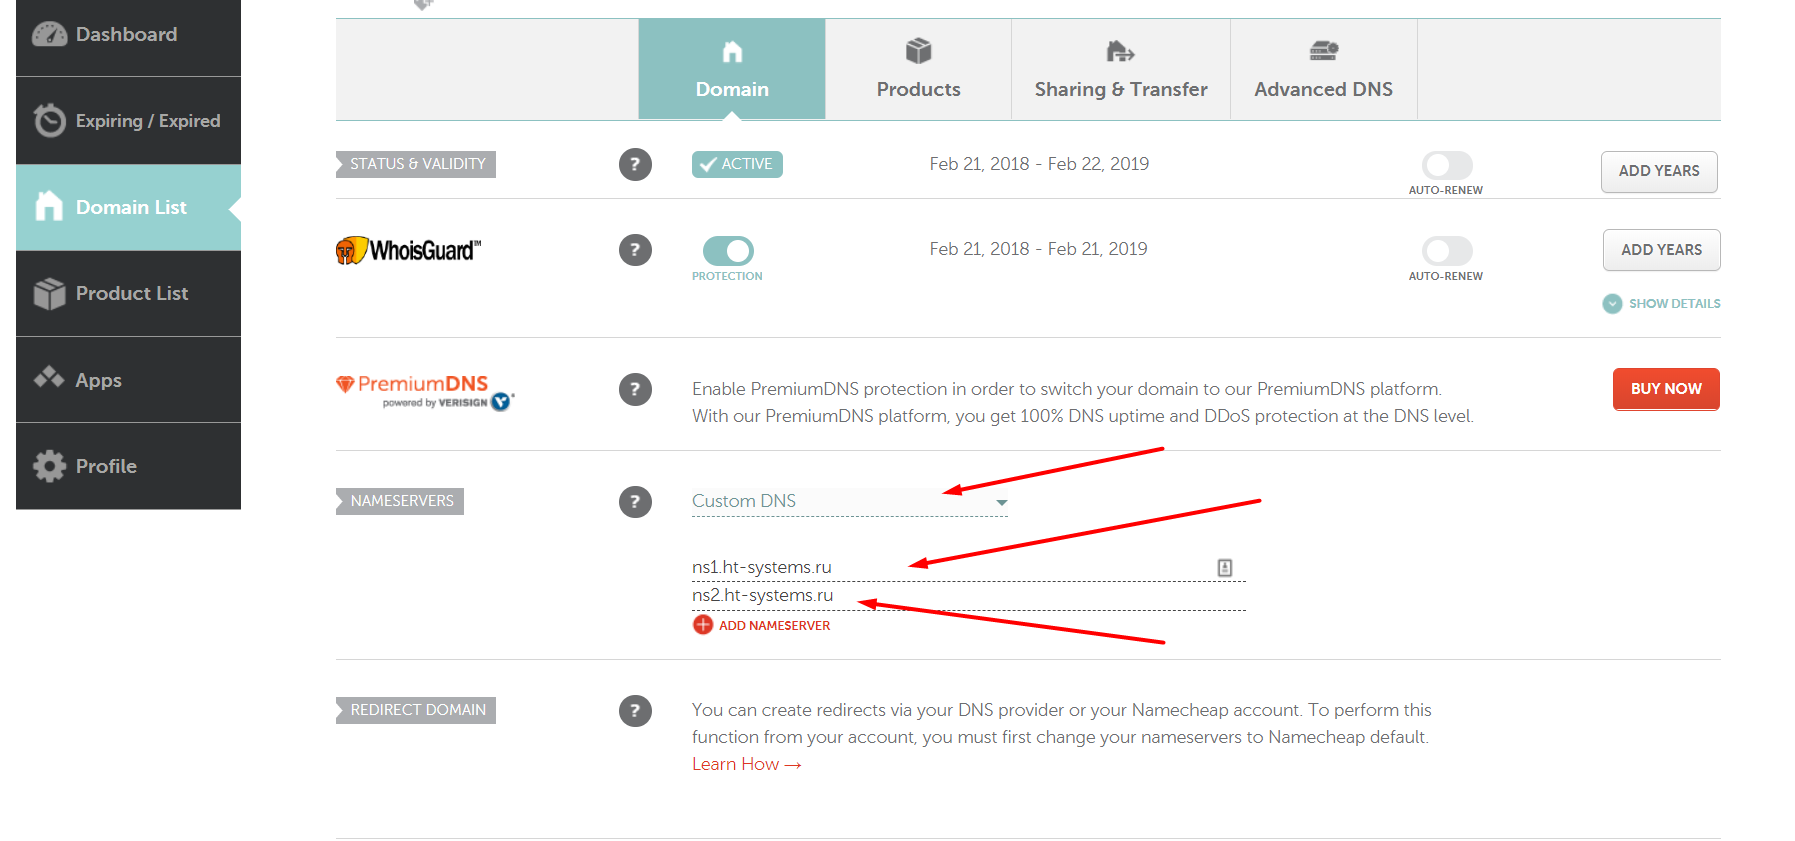 Dashboard
Expiring / Expired
Domain List
Product List
Apps
Profile
Domain
Products
Sharing & Transfer
Advanced DNS
STATUS & VALIDITY
?
ACTIVE
Feb 21, 2018 - Feb 22, 2019
AUTO-RENEW
ADD YEARS
WhoisGuard™
?
PROTECTION
Feb 21, 2018 - Feb 21, 2019
AUTO-RENEW
ADD YEARS
SHOW DETAILS
PremiumDNS
powered by VERISIGN
?
Enable PremiumDNS protection in order to switch your domain to our PremiumDNS platform.
With our PremiumDNS platform, you get 100% DNS uptime and DDoS protection at the DNS level.
BUY NOW
NAMESERVERS
?
Custom DNS
ns1.ht-systems.ru
ns2.ht-systems.ru
ADD NAMESERVER
REDIRECT DOMAIN
?
You can create redirects via your DNS provider or your Namecheap account. To perform this
function from your account, you must first change your nameservers to Namecheap default.
Learn How →